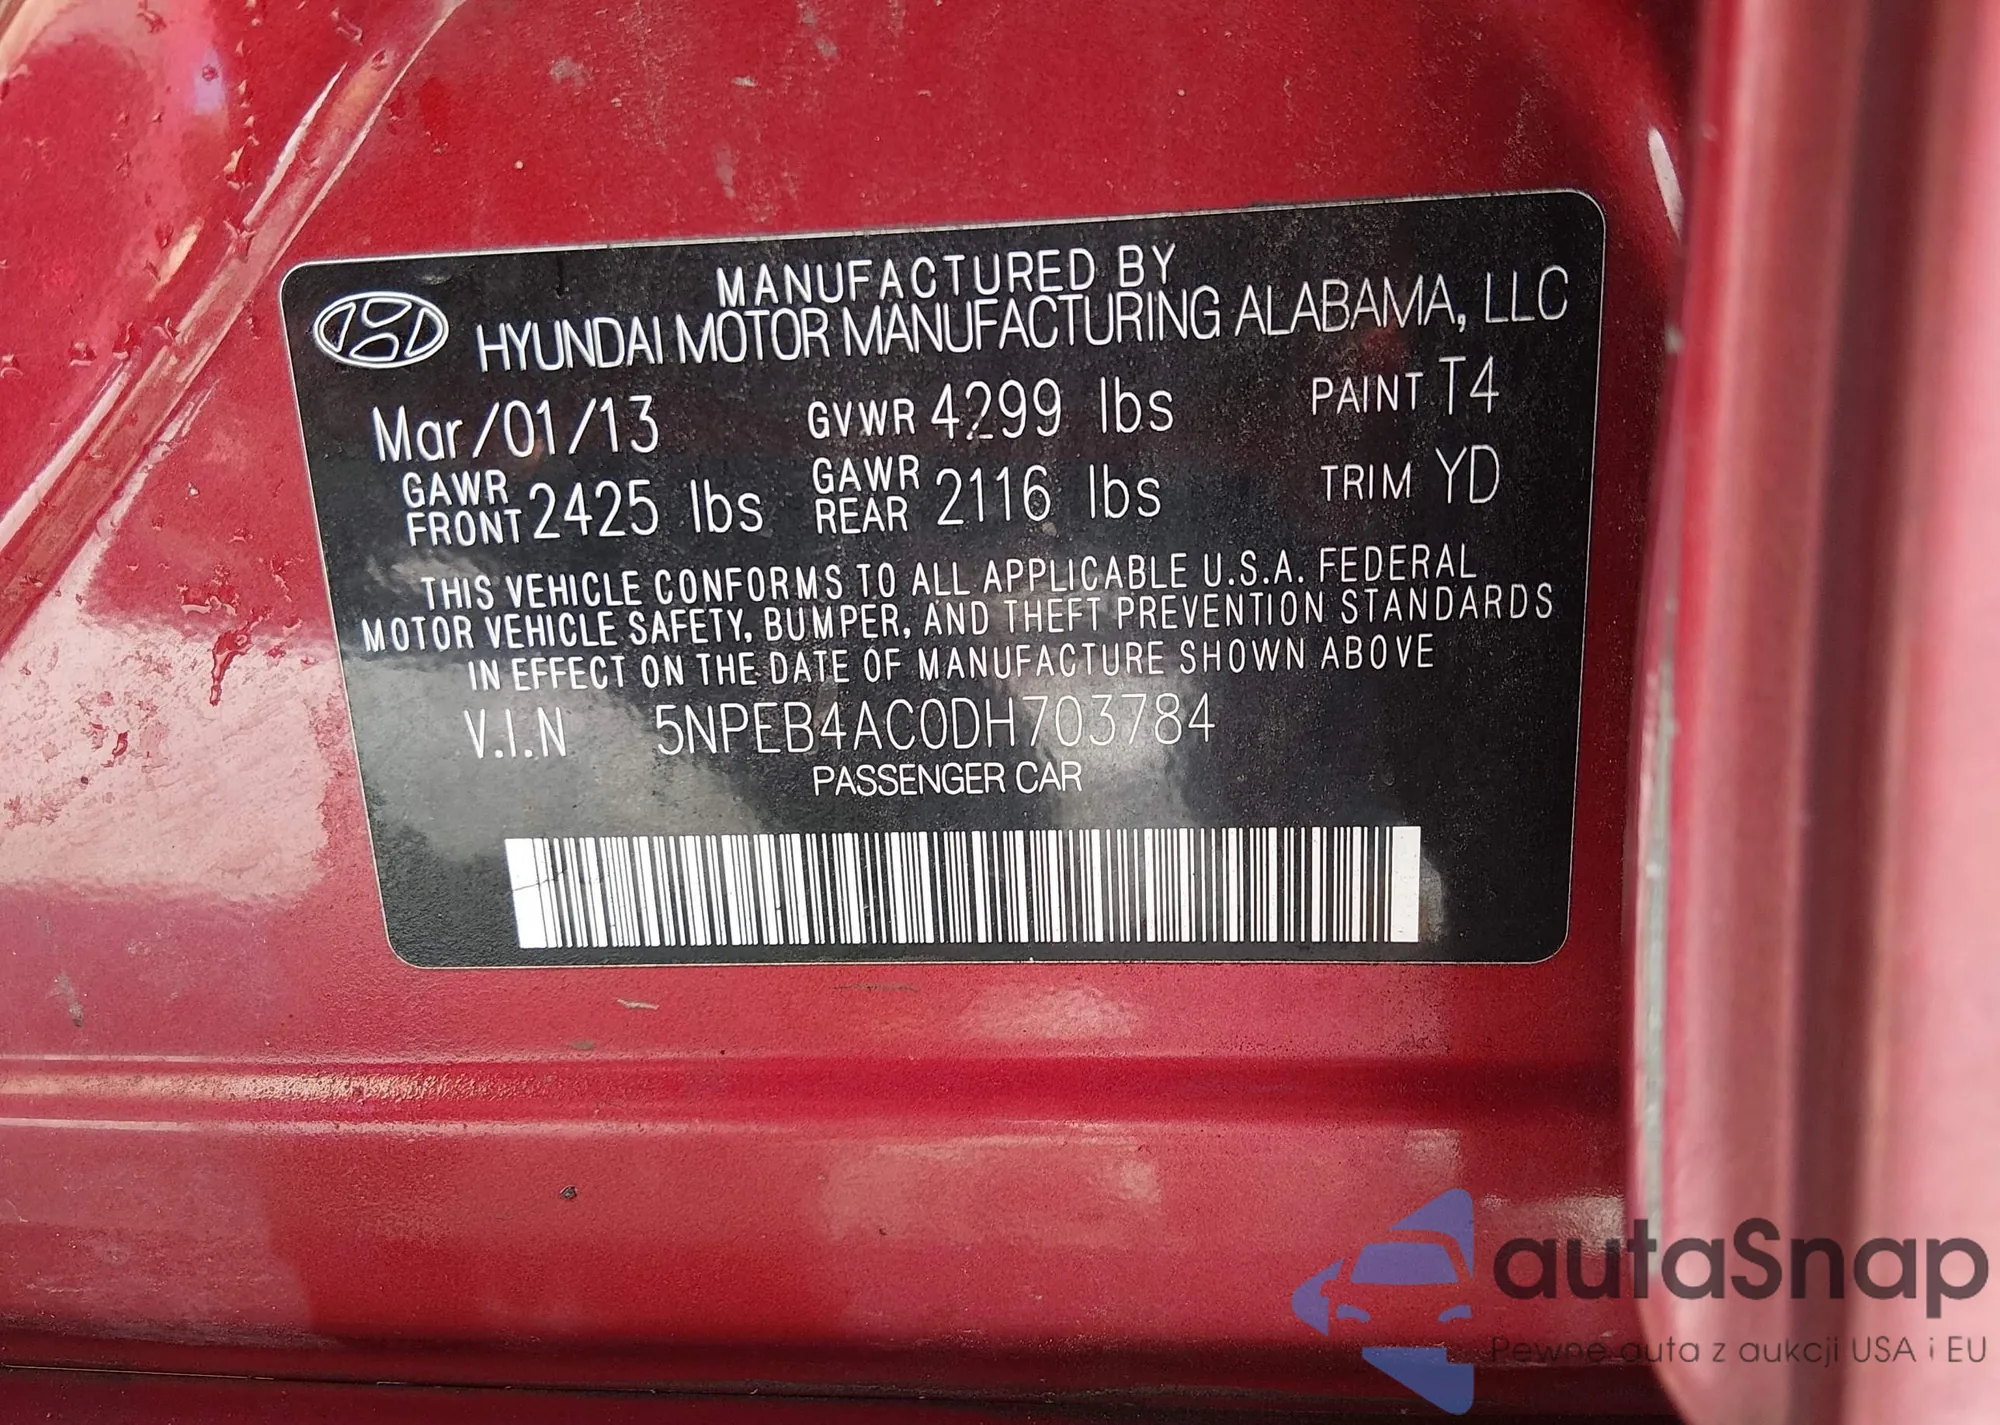 MANUFACTURED BY
HYUNDAI MOTOR MANUFACTURING ALABAMA, LLC
Mar/01/13 GVWR 4299 lbs PAINT T4
GAWR FRONT 2425 lbs GAWR REAR 2116 lbs TRIM YD
THIS VEHICLE CONFORMS TO ALL APPLICABLE U.S.A. FEDERAL
MOTOR VEHICLE SAFETY, BUMPER, AND THEFT PREVENTION STANDARDS
IN EFFECT ON THE DATE OF MANUFACTURE SHOWN ABOVE
V.I.N 5NPEB4AC0DH703784
PASSENGER CAR
autaSnap
Pewne auta z aukcji USA i EU